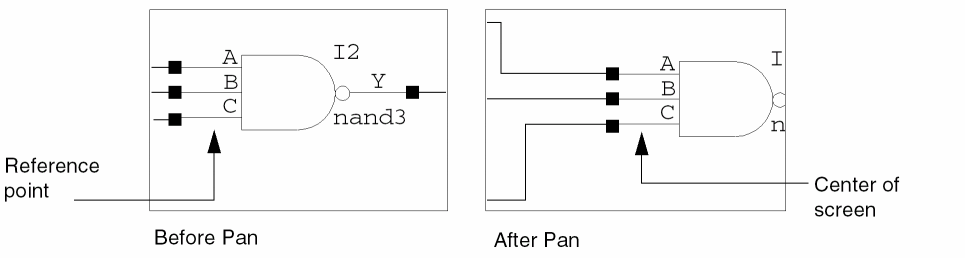 A
B
C
I2
Y
nand3
Reference
point
Before Pan
A
B
C
I
n
Center of
screen
After Pan